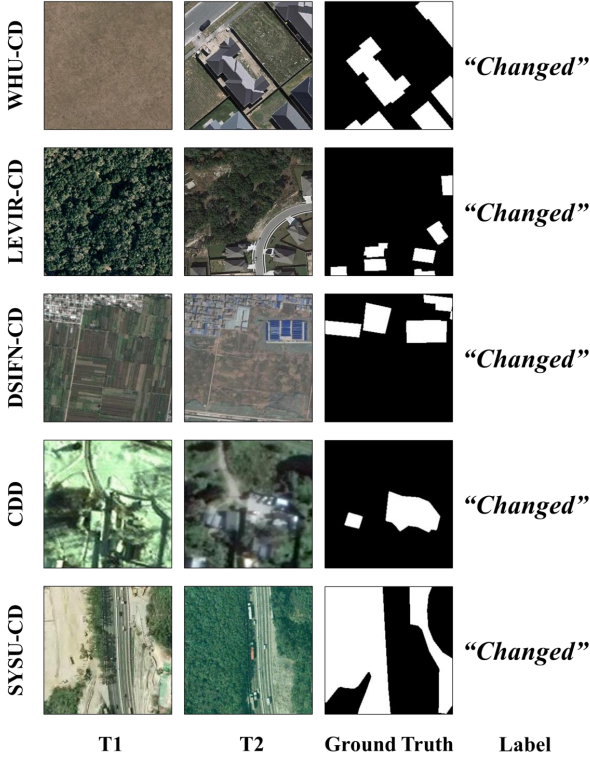 WHU-CD
“Changed”
LEVIR-CD
“Changed”
DSIFN-CD
“Changed”
CDD
“Changed”
SYSU-CD
“Changed”
T1 T2 Ground Truth Label